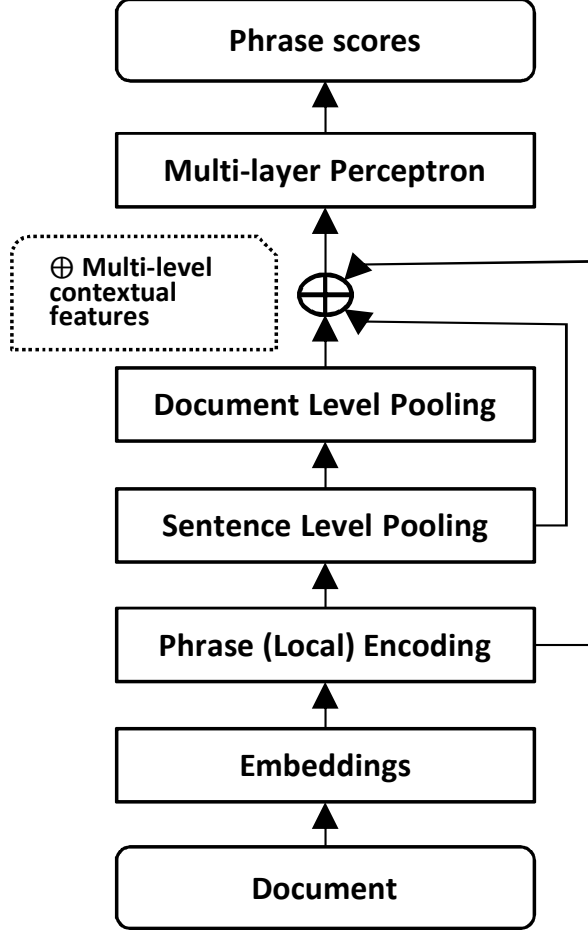 Phrase scores
Multi-layer Perceptron
⊕ Multi-level
contextual
features
Document Level Pooling
Sentence Level Pooling
Phrase (Local) Encoding
Embeddings
Document